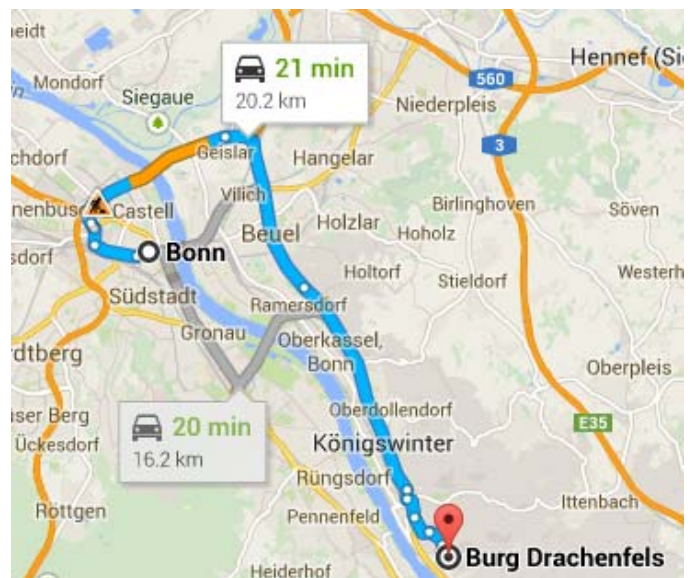 neidt
Mondorf
Siegaue
21 min
20.2 km
560
Hennef (Sie
Niederpleis
3
chdorf
Geislar
Hangelar
nenbus
Castell
Vilich
Birlinghoven
Söven
Bonn
Beuel
Holzlar
Hoholz
sdorf
Holtorf
Stieldorf
Westerh
Südstadt
Ramersdorf
Gronau
Oberkassel,
Bonn
rdtberg
Oberpleis
20 min
16.2 km
Oberdollendorf
E35
ser Berg
Ückesdorf
Königswinter
Rüngsdorf
Ittenbach
Röttgen
Pennenfeld
Burg Drachenfels
Heiderhof